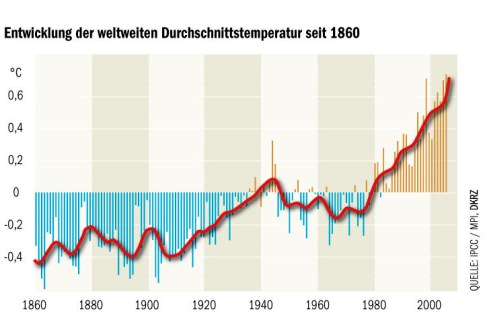 Entwicklung der weltweiten Durchschnittstemperatur seit 1860
°C
0,6
0,4
0,2
0
-0,2
-0,4
1860 1880 1900 1920 1940 1960 1980 2000
QUELLE: IPCC / MPI, DKRZ